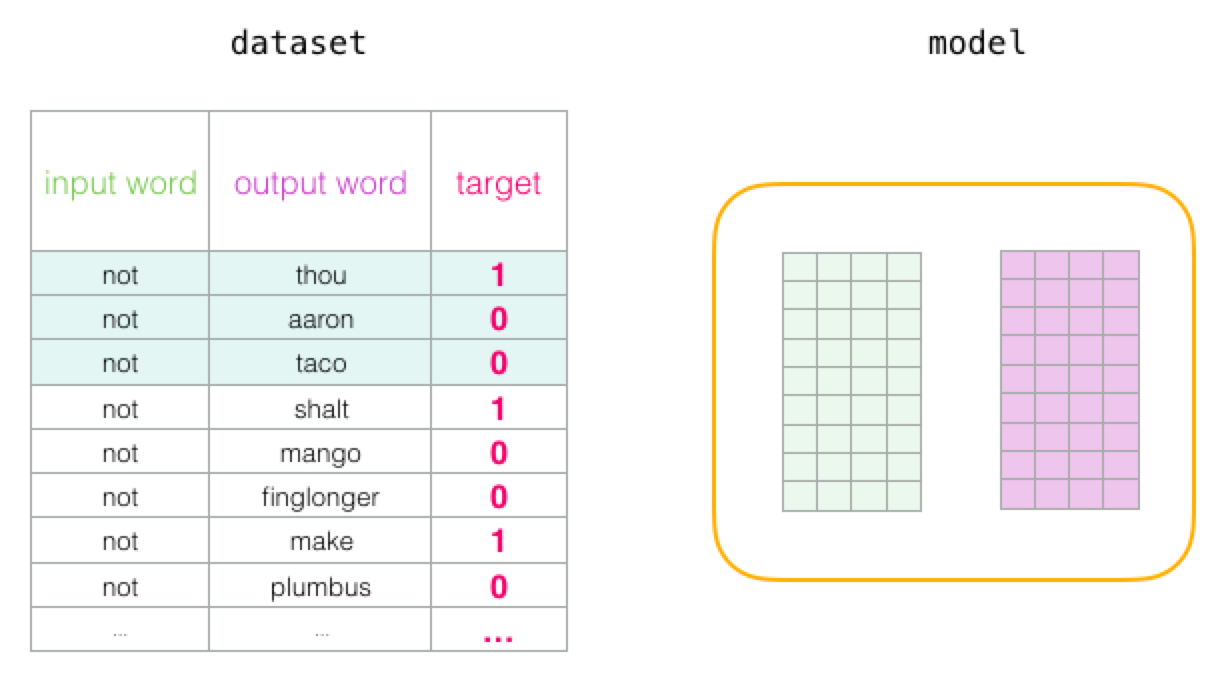 dataset
model
input word output word target
not thou 1
not aaron 0
not taco 0
not shalt 1
not mango 0
not finglonger 0
not make 1
not plumbus 0
... ... ...